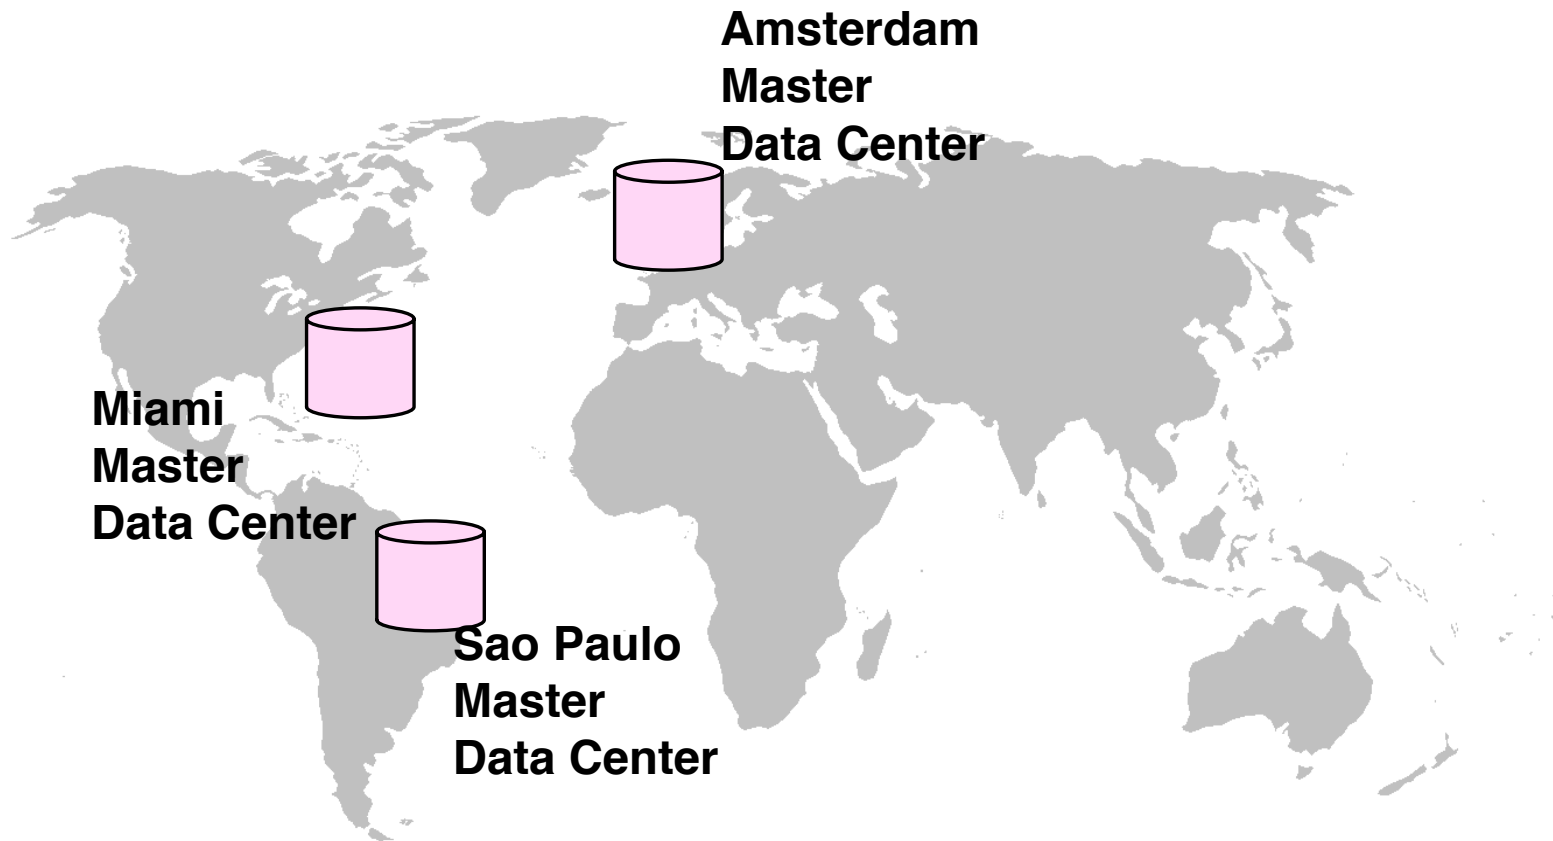 Amsterdam
Master
Data Center
Miami
Master
Data Center
Sao Paulo
Master
Data Center